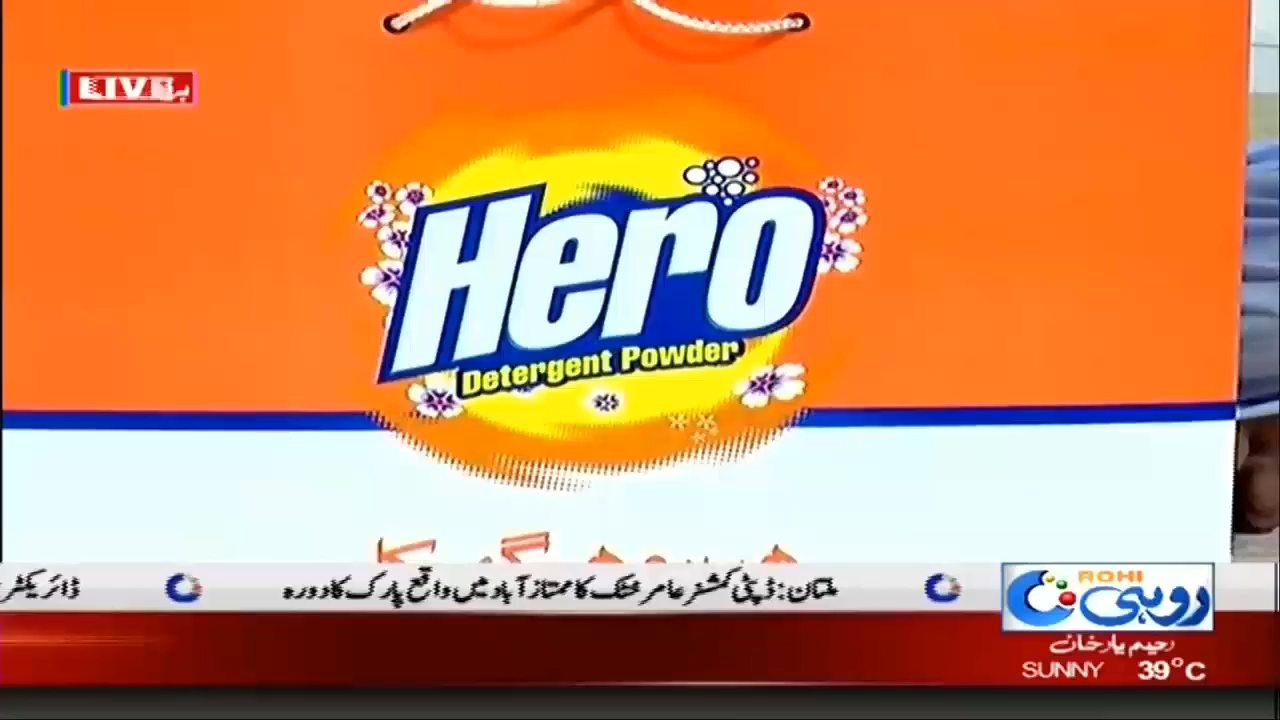 LIVE
Hero
Detergent Powder
ملتان: ڈپٹی کمشنر عامر خٹک کا ممتاز آباد میں واقع پارک کا دورہ
ڈائریکٹر
ROHI
روہی
رحیم یار خان
SUNNY 39°C